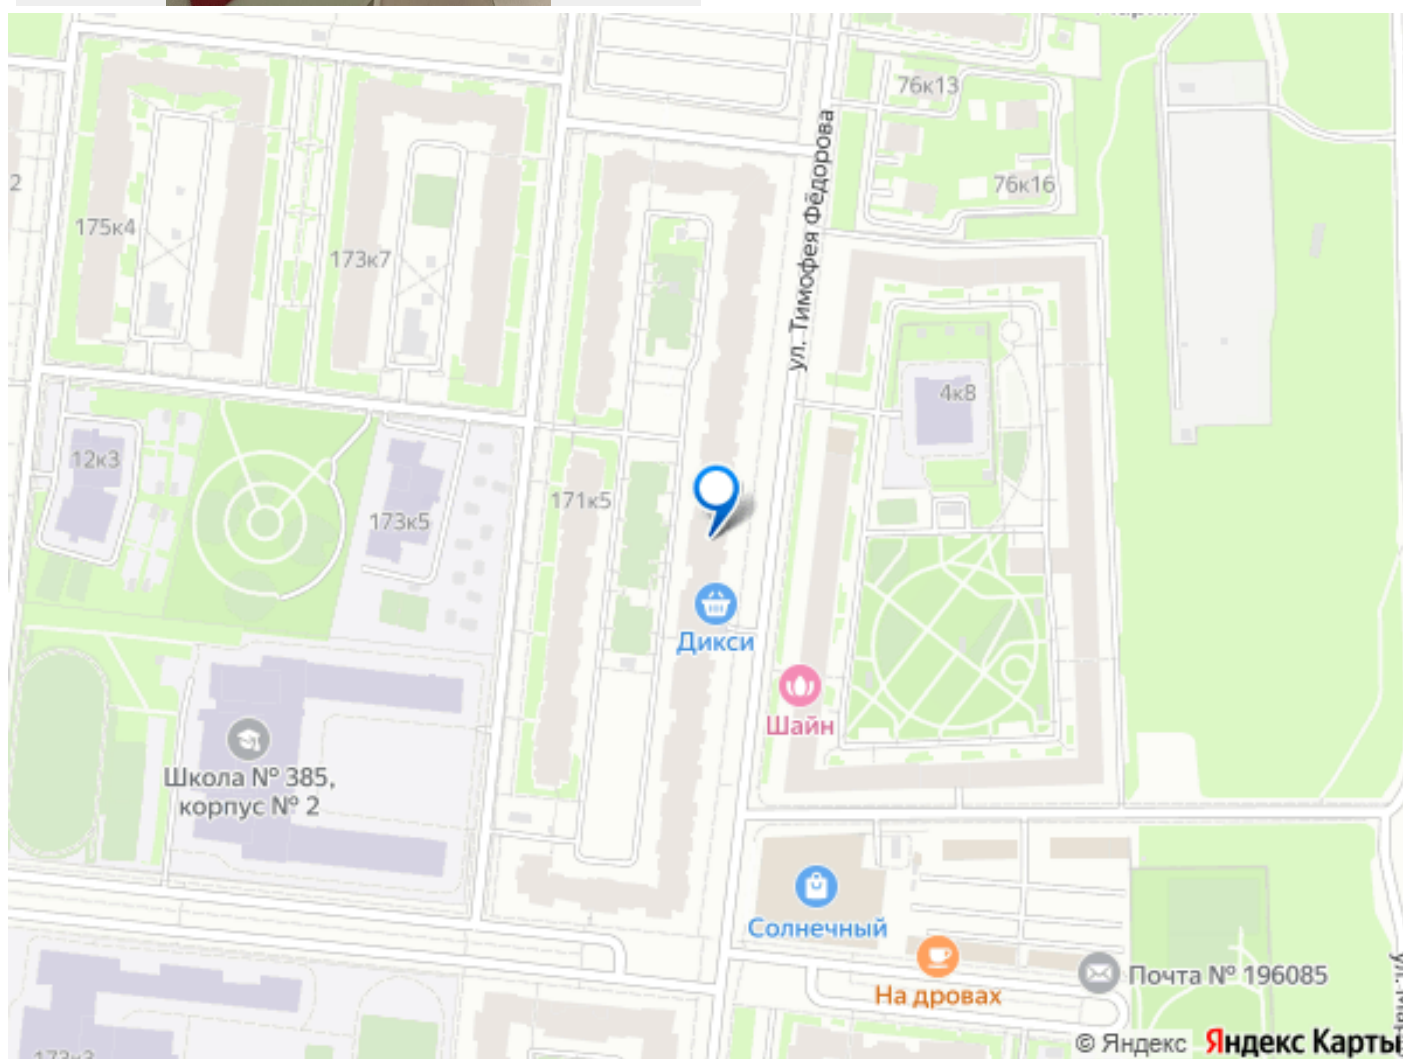 76к13
ул. Тимофея Фёдорова
2
76к16
175к4
173к7
4к8
12к3
171к5
173к5
Дикси
Шайн
Школа № 385,
корпус № 2
Солнечный
На дровах
Почта № 196085
© Яндекс Яндекс Карты